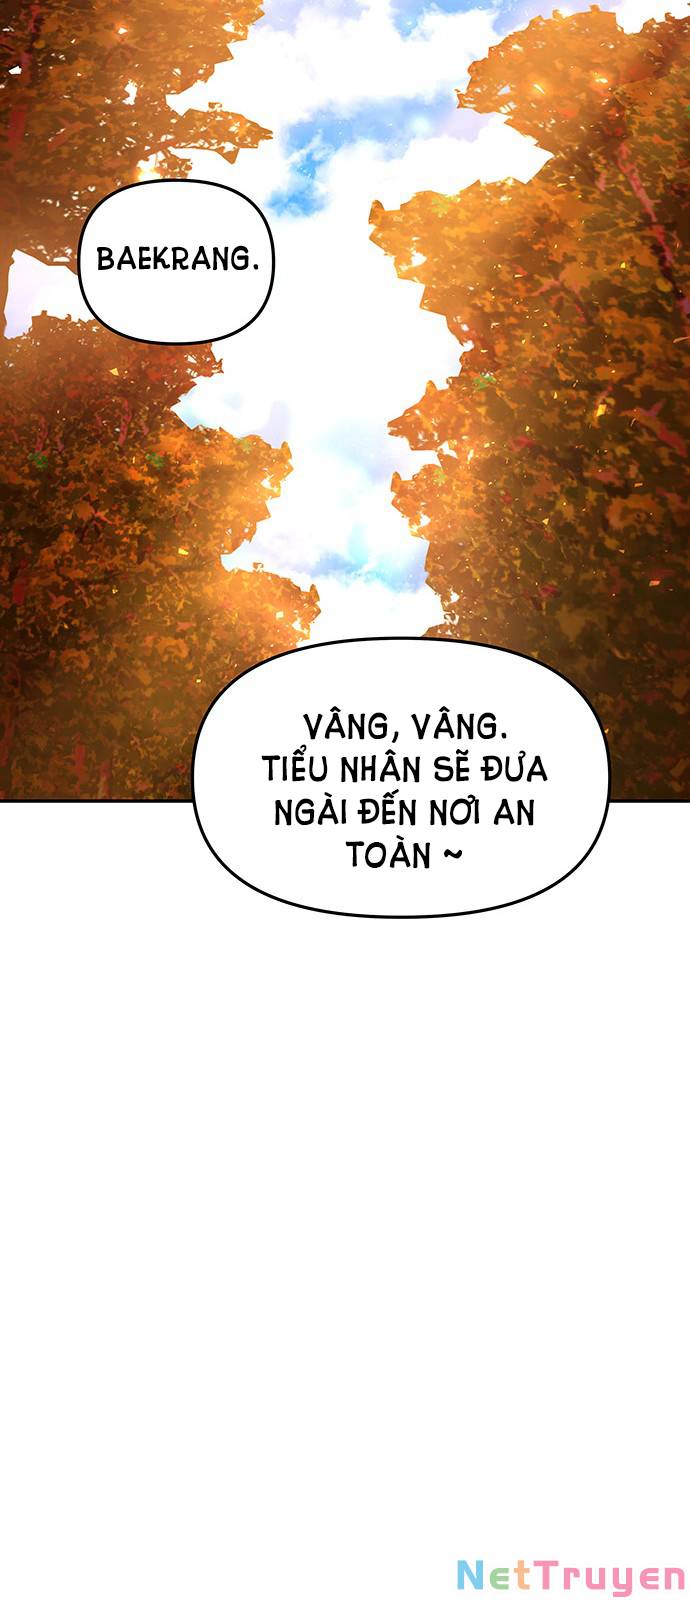 BAEKRANG.
VÂNG, VÂNG.
TIỂU NHÂN SẼ ĐƯA
NGÀI ĐẾN NƠI AN
TOÀN ~
NetTruyen